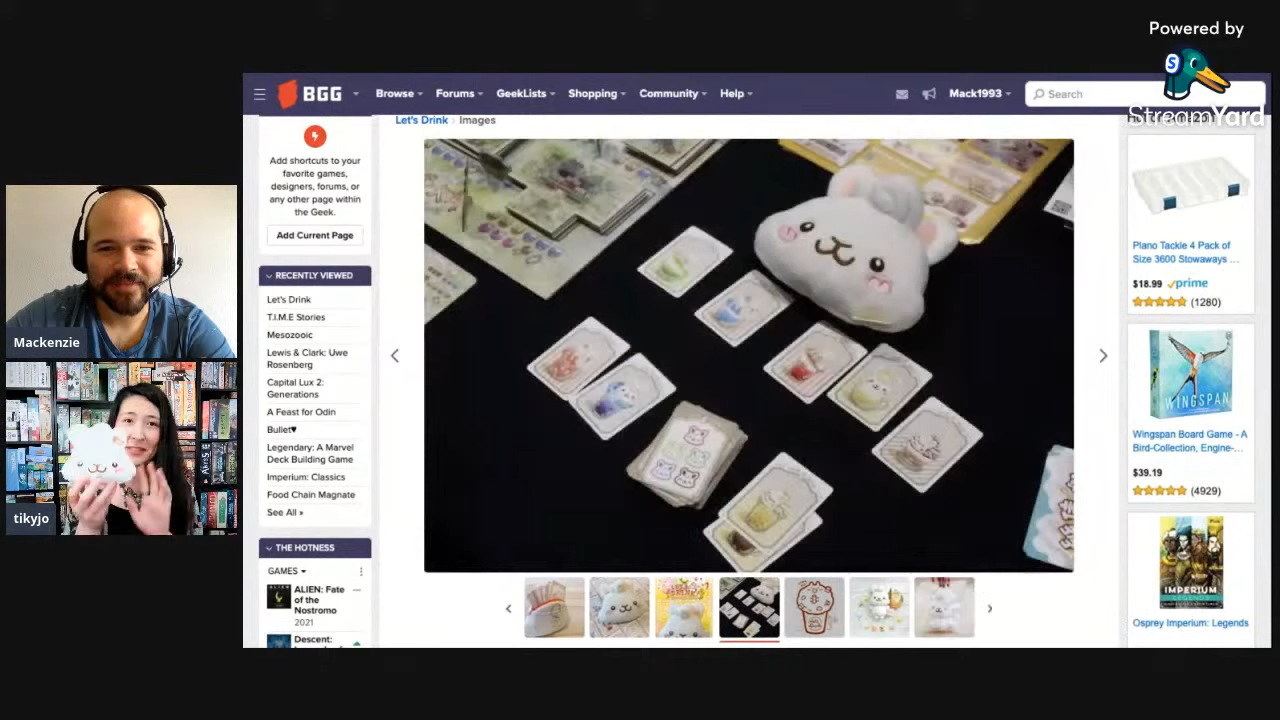 Powered by
S
StreamYard
BGG
Browse
Forums
GeekLists
Shopping
Community
Help
Mack1993
Search
Let's Drink
Images
Add shortcuts to your
favorite games,
designers, forums, or
any other page within
the Geek.
Add Current Page
RECENTLY VIEWED
Let's Drink
T.I.M.E Stories
Mesozooic
Lewis & Clark: Uwe
Rosenberg
Capital Lux 2:
Generations
A Feast for Odin
Bullet♥
Legendary: A Marvel
Deck Building Game
Imperium: Classics
Food Chain Magnate
See All »
THE HOTNESS
GAMES
ALIEN: Fate
of the
Nostromo
2021
Descent:
Mackenzie
tikyjo
Plano Tackle 4 Pack of
Size 3600 Stowaways ...
$18.99 prime
(1280)
WINGSPAN
Wingspan Board Game - A
Bird-Collection, Engine-...
$39.19
(4929)
IMPERIUM
Osprey Imperium: Legends